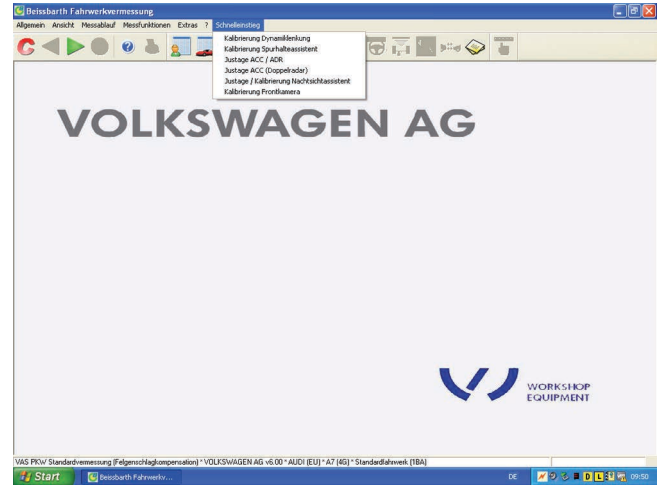 Beissbarth Fahrwerkvermessung
Allgemein Ansicht Messablauf Messfunktionen Extras ? Schnelleinstieg
Kalibrierung Dynamiklenkung
Kalibrierung Spurhalteassistent
Justage ACC / ADR
Justage ACC (Doppelradar)
Justage / Kalibrierung Nachtsichtassistent
Kalibrierung Frontkamera
VOLKSWAGEN AG
WORKSHOP
EQUIPMENT
VAS PKW Standardvermessung (Felgenschlagkompensation) * VOLKSWAGEN AG v6.00 * AUDI (EU) * A7 (4G) * Standardfahrwerk (1BA)
Start Beissbarth Fahrwerkv... DE D L 09:50